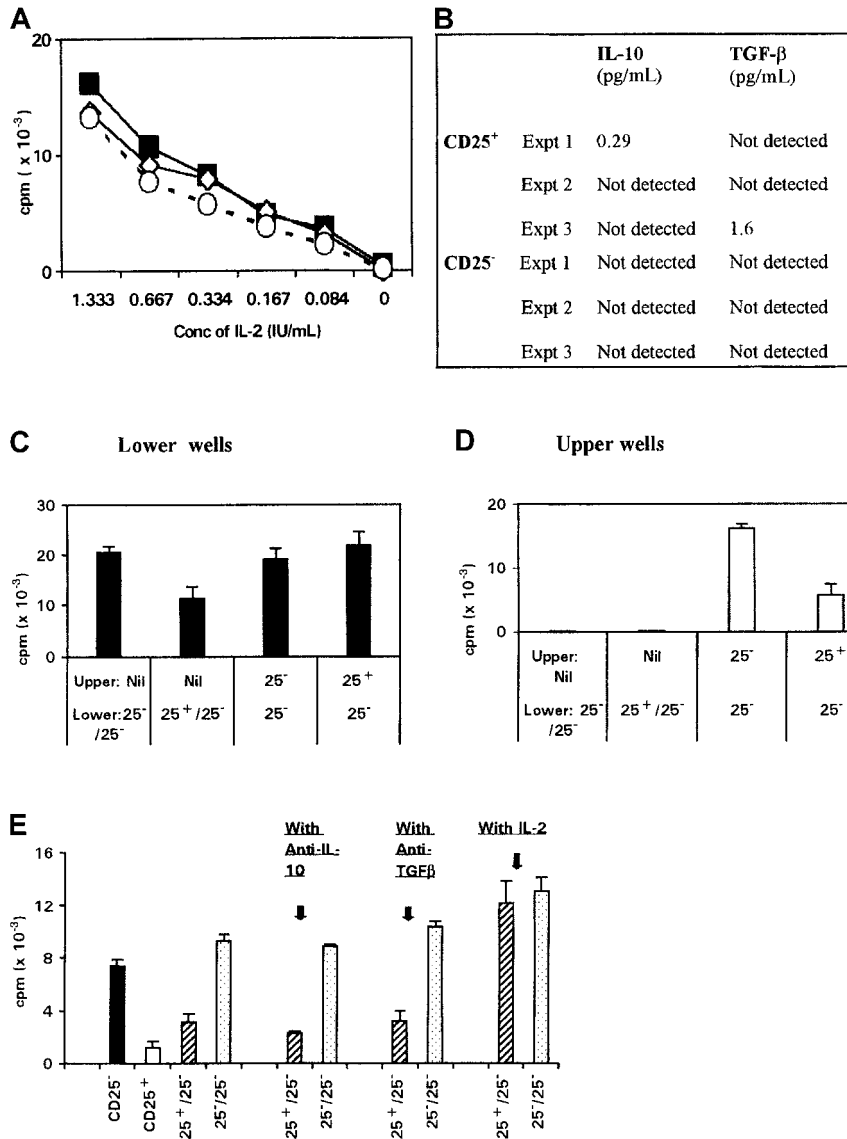 A
20
10
0
cpm ( x 10⁻³)
1.333 0.667 0.334 0.167 0.084 0
Conc of IL-2 (IU/mL)
B
IL-10 TGF-β
(pg/mL) (pg/mL)
CD25⁺ Expt 1 0.29 Not detected
Expt 2 Not detected Not detected
Expt 3 Not detected 1.6
CD25⁻ Expt 1 Not detected Not detected
Expt 2 Not detected Not detected
Expt 3 Not detected Not detected
C Lower wells
30
20
10
0
cpm (x 10⁻³)
Upper: Nil Nil 25⁻ 25⁺
Lower:25⁻ 25⁺/25⁻ 25⁻ 25⁻
/25⁻
D Upper wells
20
10
0
cpm (x 10⁻³)
Upper: Nil 25⁻ 25⁺
Nil
Lower: 25⁻ 25⁺/25⁻ 25⁻ 25⁻
/25⁻
E
With With With IL-2
Anti-IL- Anti-
10 TGFβ
16
12
8
4
0
cpm (x 10⁻³)
CD25⁻ CD25⁺ 25⁺/25⁻ 25⁻/25⁻ 25⁺/25⁻ 25⁻/25⁻ 25⁺/25⁻ 25⁻/25⁻ 25⁺/25⁻ 25⁻/25⁻